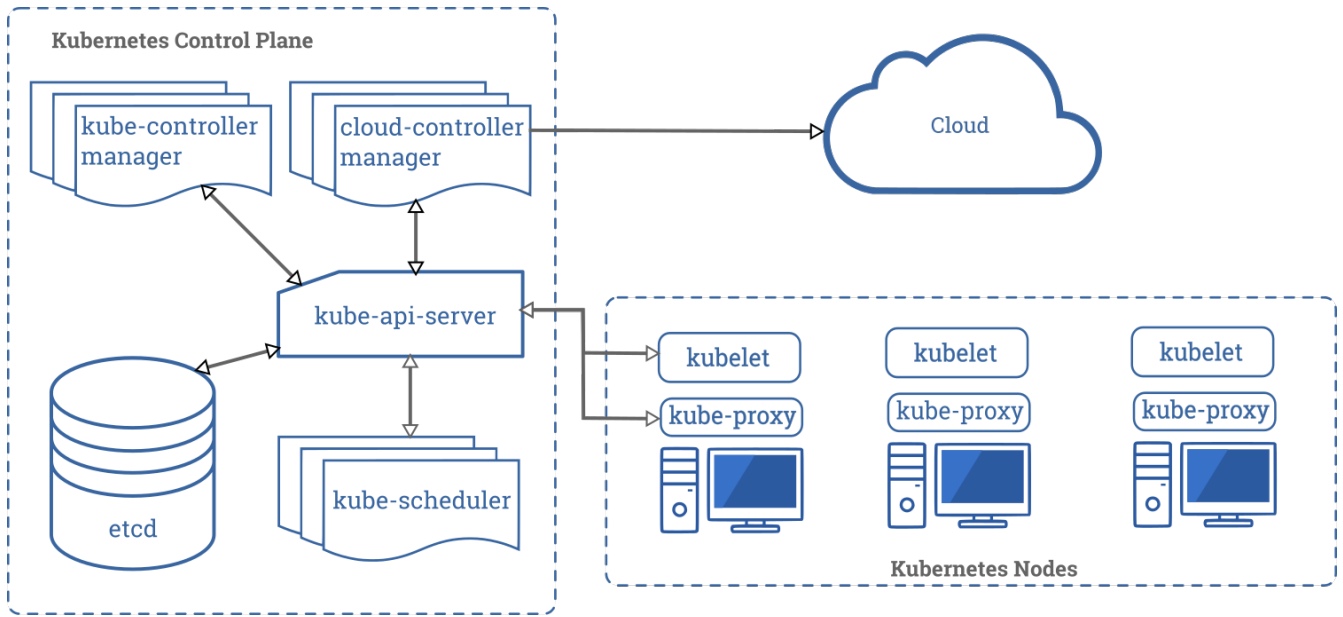 Kubernetes Control Plane
kube-controller
manager
cloud-controller
manager
Cloud
kube-api-server
kubelet
kubelet
kubelet
kube-proxy
kube-proxy
kube-proxy
etcd
kube-scheduler
Kubernetes Nodes